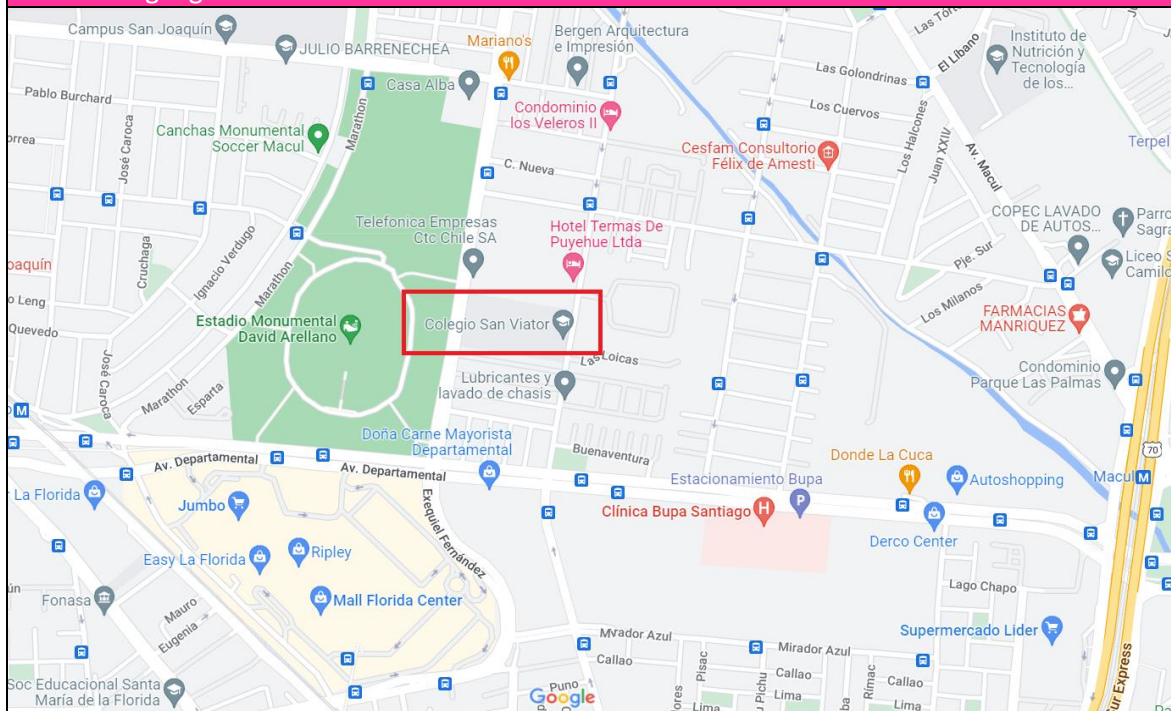 Campus San Joaquín
JULIO BARRENECHEA
Mariano's
Bergen Arquitectura
e Impresión
Casa Alba
Las Golondrinas
El Líbano
Instituto de
Nutrición y
Tecnología
de los...
Pablo Burchard
José Caroca
Marathon
Canchas Monumental
Soccer Macul
Condominio
los Veleros II
Los Cuervos
Los Halcones
Juan XXIV
Av. Macul
Terpel
Cesfam Consultorio
Félix de Amesti
C. Nueva
Telefonica Empresas
Ctc Chile SA
Hotel Termas De
Puyehue Ltda
COPEC LAVADO
DE AUTOS...
Pje. Sur
Cruchaga
Ignacio Verdugo
Marathon
Los Milanos
FARMACIAS
MANRIQUEZ
Estadio Monumental
David Arellano
Colegio San Viator
Las Loicas
Quevedo
José Caroca
Marathon
Esparta
Lubricantes y
lavado de chasis
Condominio
Parque Las Palmas
Doña Carne Mayorista
Departamental
Buenaventura
Av. Departamental
Av. Departamental
Donde La Cuca
70
M
Macul M
Estacionamiento Bupa
P
Autoshopping
La Florida
Jumbo
Exequiel Fernández
Clínica Bupa Santiago
H
Derco Center
Easy La Florida
Ripley
Fonasa
Mall Florida Center
Lago Chapo
Mauro
Eugenia
Supermercado Lider
Mirador Azul
Mirador Azul
Callao
Pisac
Callao
Callao
Rímac
Soc Educacional Santa
María de la Florida
Puno
Google
Lima
Lima
Lima